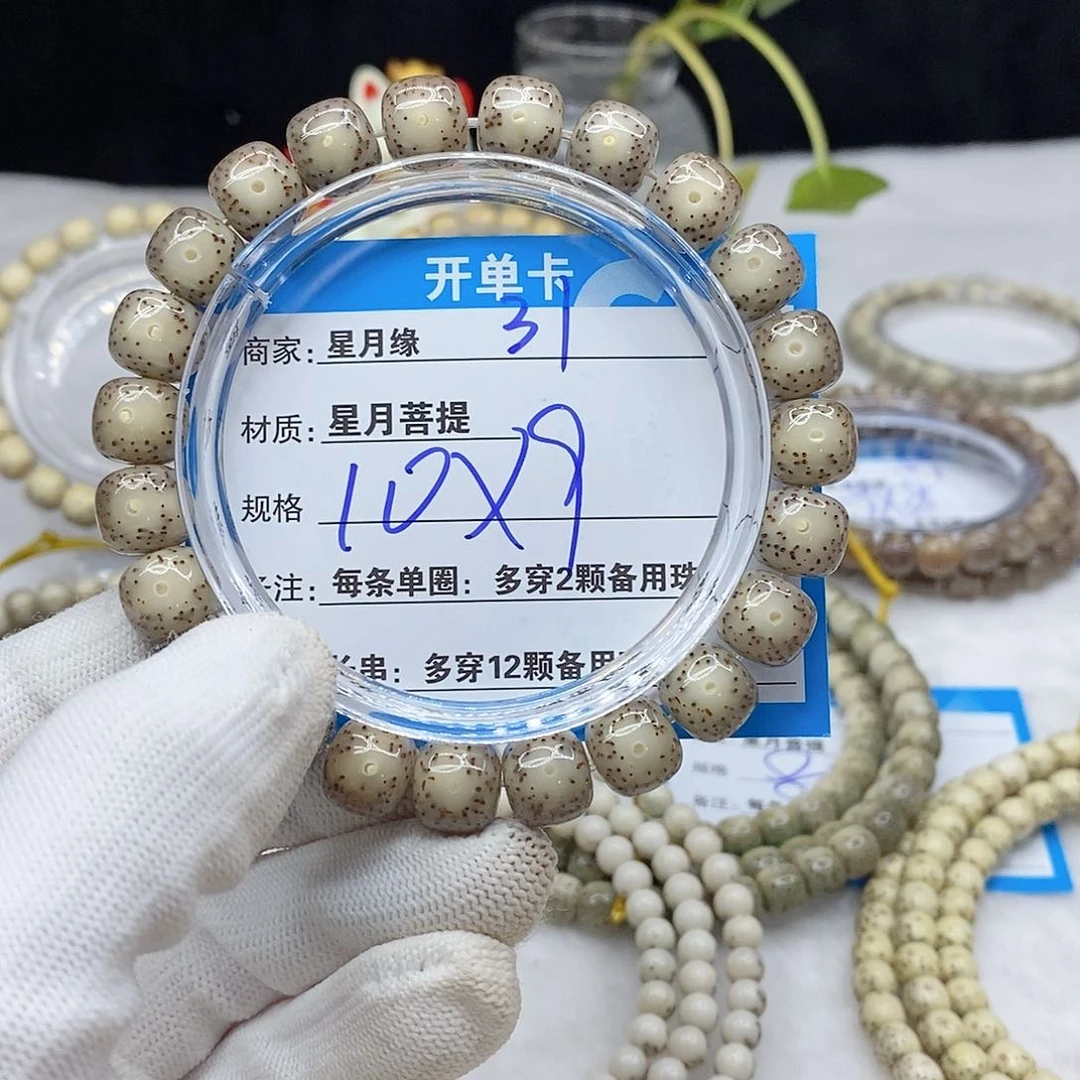 开单卡
31
商家：星月缘
材质：星月菩提
规格 10X9
备注：每条单圈：多穿2颗备用珠
长串：多穿12颗备用